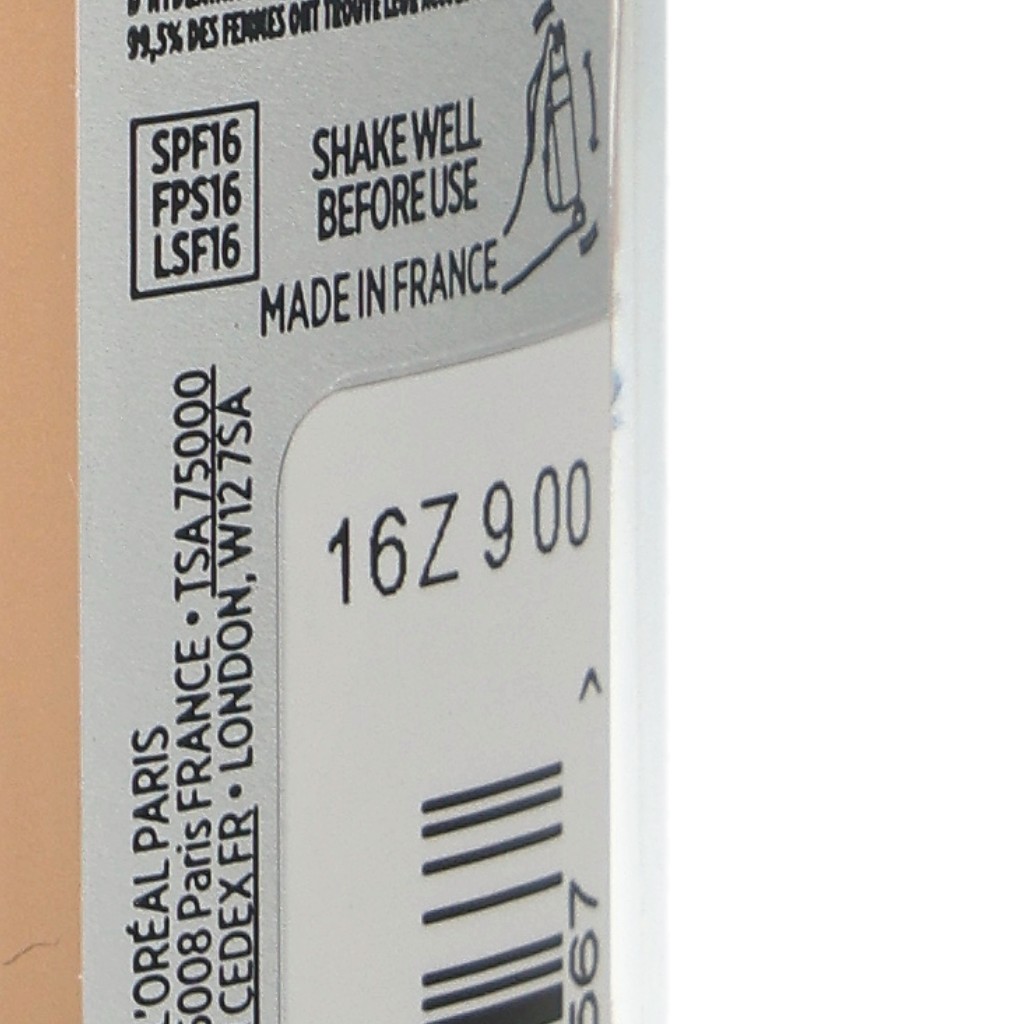 99,5% DES FEMMES ONT TROUVÉ LEUR
SPF16
FPS16
LSF16
SHAKE WELL
BEFORE USE
MADE IN FRANCE
L'ORÉAL PARIS
5008 Paris FRANCE • TSA 75000
CEDEX FR • LONDON, W12 7SA
16Z 9 00
>
567